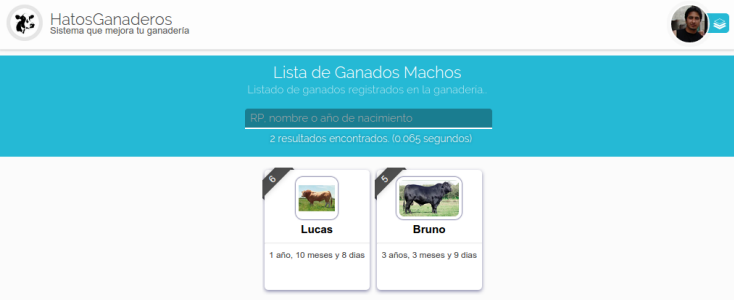 HatosGanaderos
Sistema que mejora tu ganadería
Lista de Ganados Machos
Listado de ganados registrados en la ganaderia..
RP, nombre o año de nacimiento
2 resultados encontrados. (0.065 segundos)
6
5
Lucas
Bruno
1 año, 10 meses y 8 dias
3 años, 3 meses y 9 dias